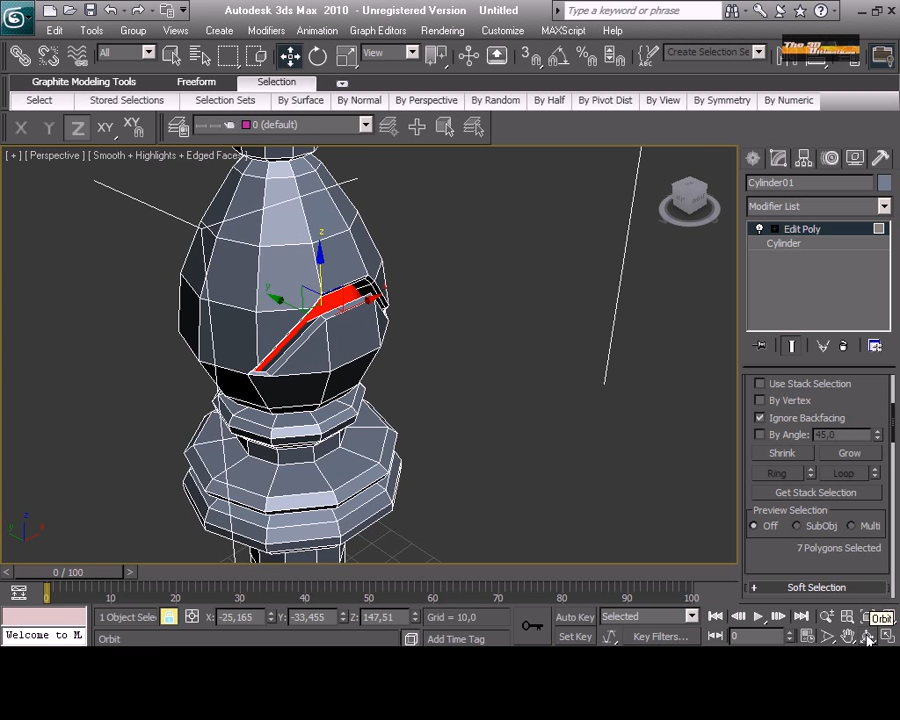 Autodesk 3ds Max 2010 - Unregistered Version Untitled
Type a keyword or phrase
Edit Tools Group Views Create Modifiers Animation Graph Editors Rendering Customize MAXScript Help
All View Create Selection Se
Graphite Modeling Tools Freeform Selection
Select Stored Selections Selection Sets By Surface By Normal By Perspective By Random By Half By Pivot Dist By View By Symmetry By Numeric
X Y Z XY XY 0 (default)
[ + ] [ Perspective ] [ Smooth + Highlights + Edged Faces
Cylinder01
Modifier List
Edit Poly
Cylinder
z
y
x
Use Stack Selection
By Vertex
Ignore Backfacing
By Angle: 45,0
Shrink Grow
Ring Loop
Get Stack Selection
Preview Selection
Off SubObj Multi
7 Polygons Selected
+ Soft Selection
< 0 / 100 >
0 10 20 30 40 50 60 70 80 90 100
1 Object Sele X: -25,165 Y: -33,455 Z: 147,51 Grid = 10,0 Auto Key Selected
Orbit
Welcome to M
Orbit Add Time Tag Set Key Key Filters... 0